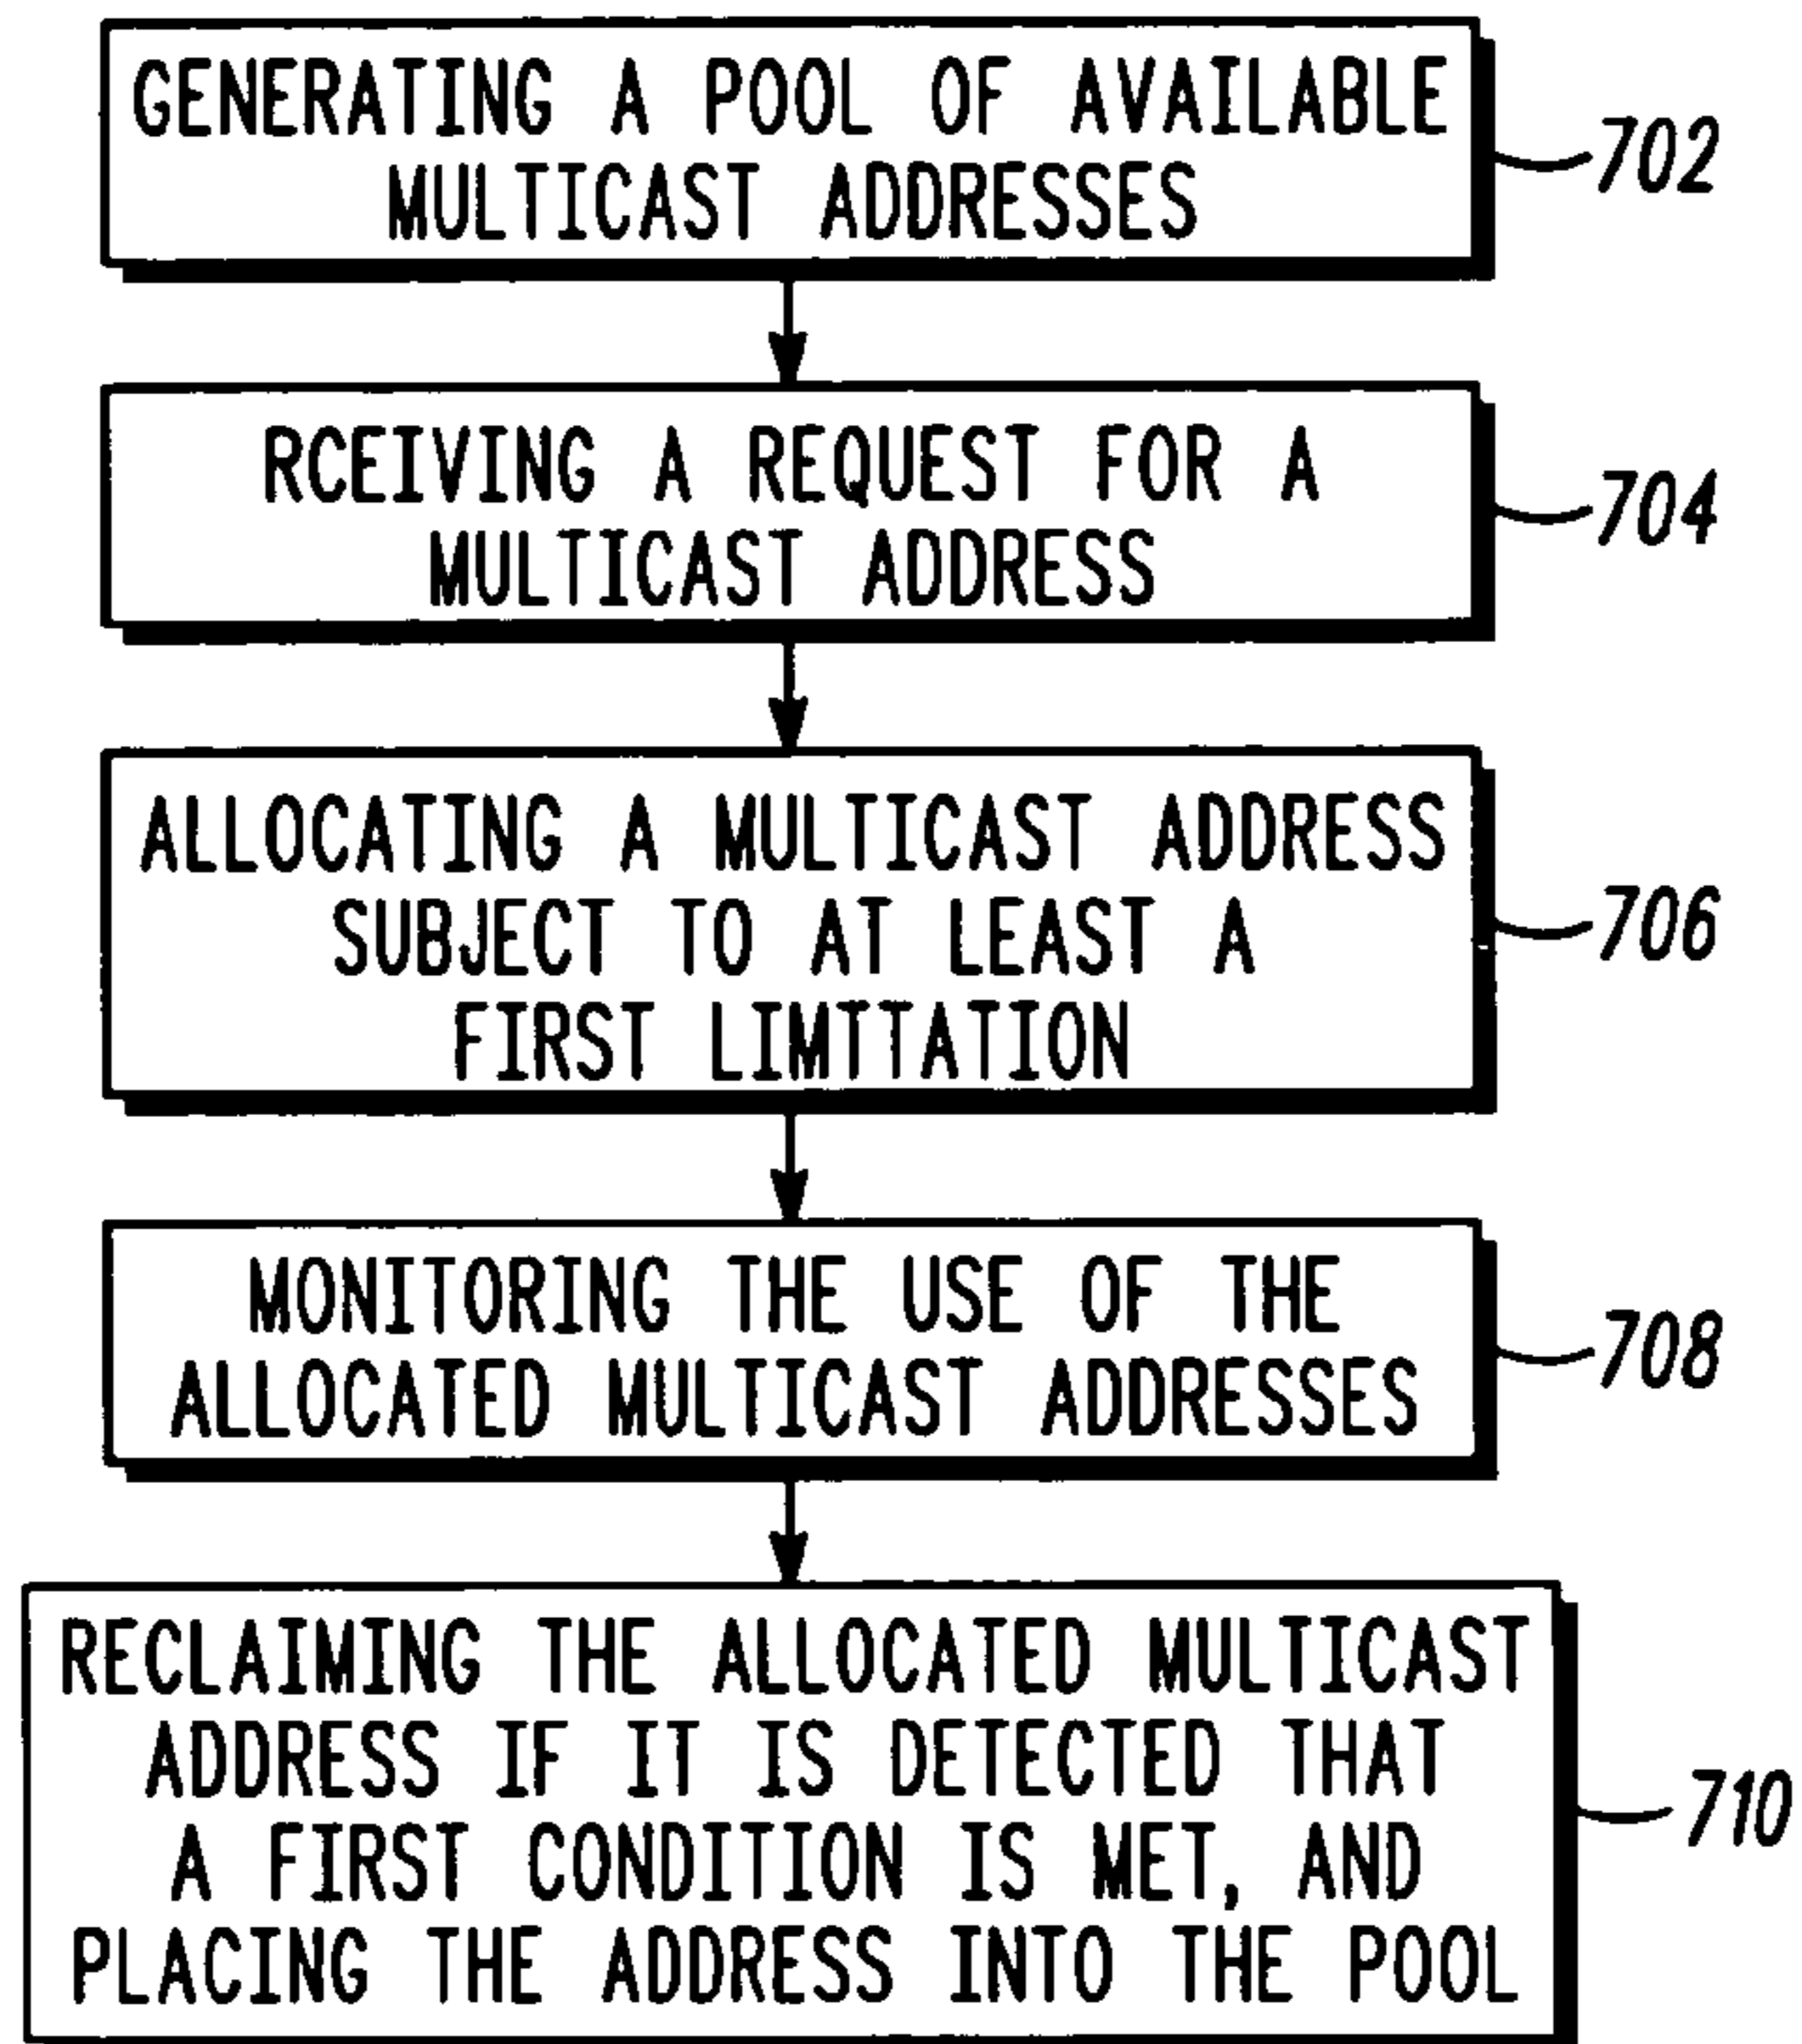 GENERATING A POOL OF AVAILABLE
MULTICAST ADDRESSES
702
RCEIVING A REQUEST FOR A
MULTICAST ADDRESS
704
ALLOCATING A MULTICAST ADDRESS
SUBJECT TO AT LEAST A
FIRST LIMTTATION
706
MONITORING THE USE OF THE
ALLOCATED MULTICAST ADDRESSES
708
RECLAIMING THE ALLOCATED MULTICAST
ADDRESS IF IT IS DETECTED THAT
A FIRST CONDITION IS MET, AND
PLACING THE ADDRESS INTO THE POOL
710